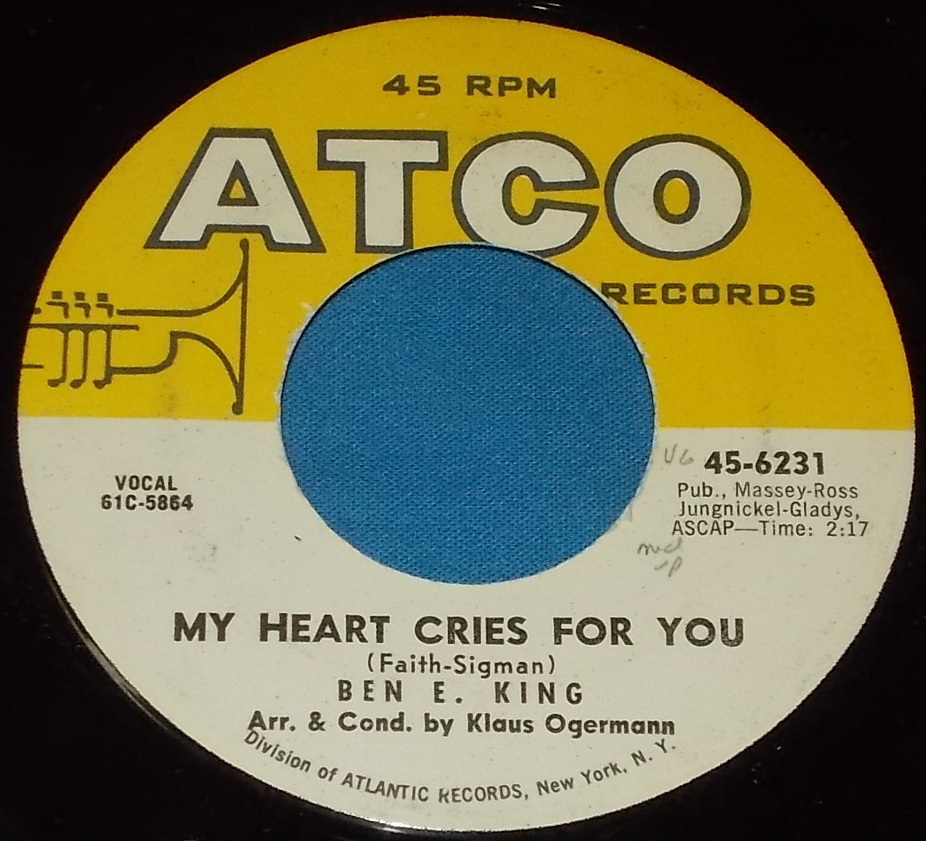 45 RPM
ATCO
RECORDS
VOCAL
61C-5864
45-6231
Pub., Massey-Ross
Jungnickel-Gladys,
ASCAP—Time: 2:17
MY HEART CRIES FOR YOU
(Faith-Sigman)
BEN E. KING
Arr. & Cond. by Klaus Ogermann
Division of ATLANTIC RECORDS, New York, N. Y.